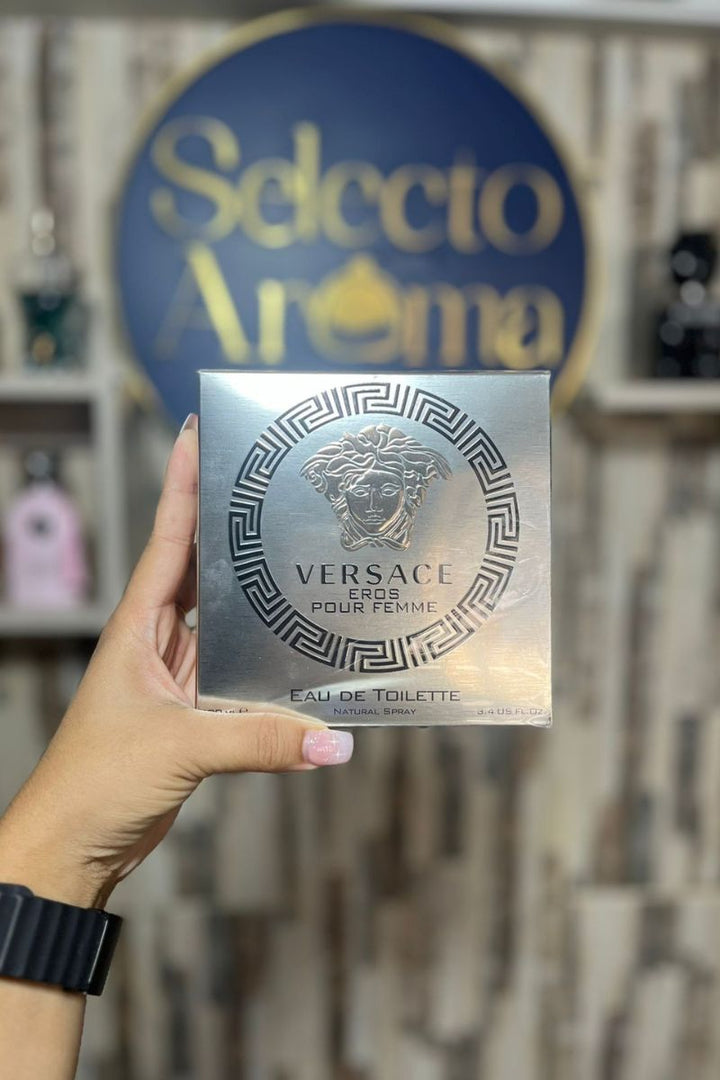 Selecto
Aroma
VERSACE
EROS
POUR FEMME
EAU DE TOILETTE
NATURAL SPRAY
3.4 US FL.OZ.